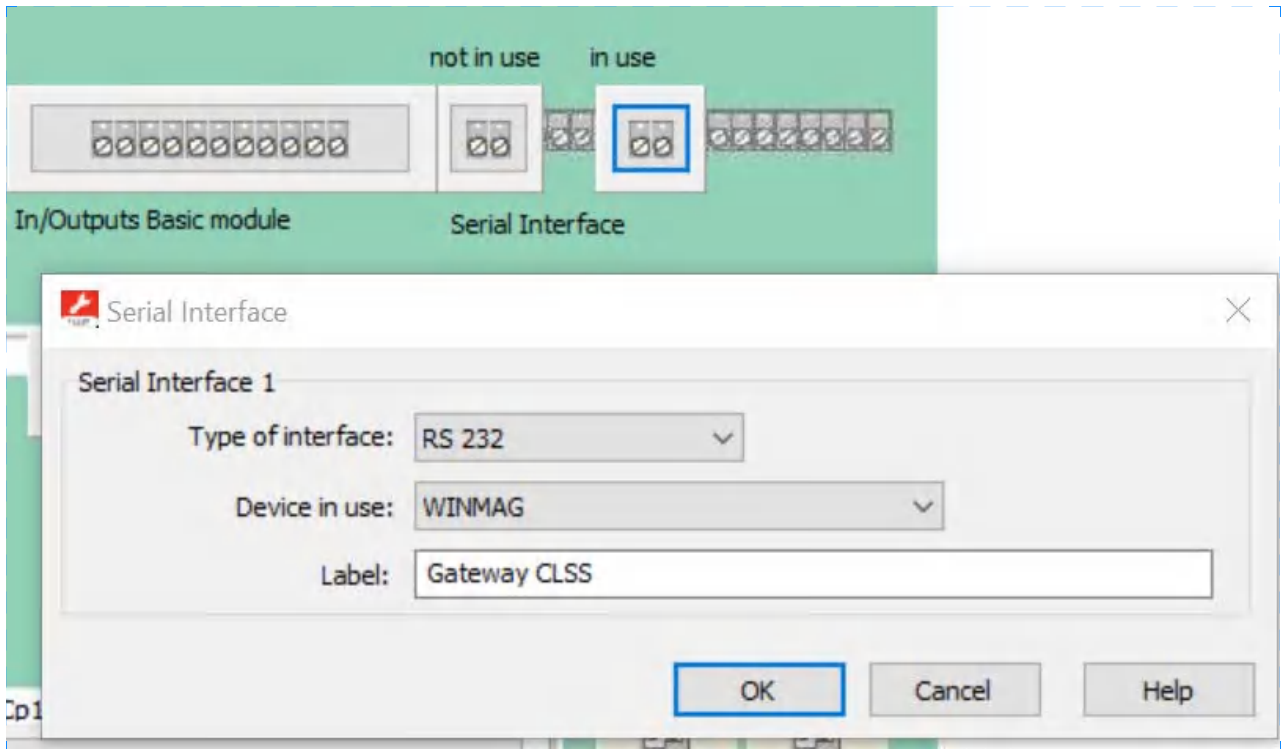 not in use in use
In/Outputs Basic module Serial Interface
Serial Interface
Serial Interface 1
Type of interface: RS 232
Device in use: WINMAG
Label: Gateway CLSS
OK Cancel Help